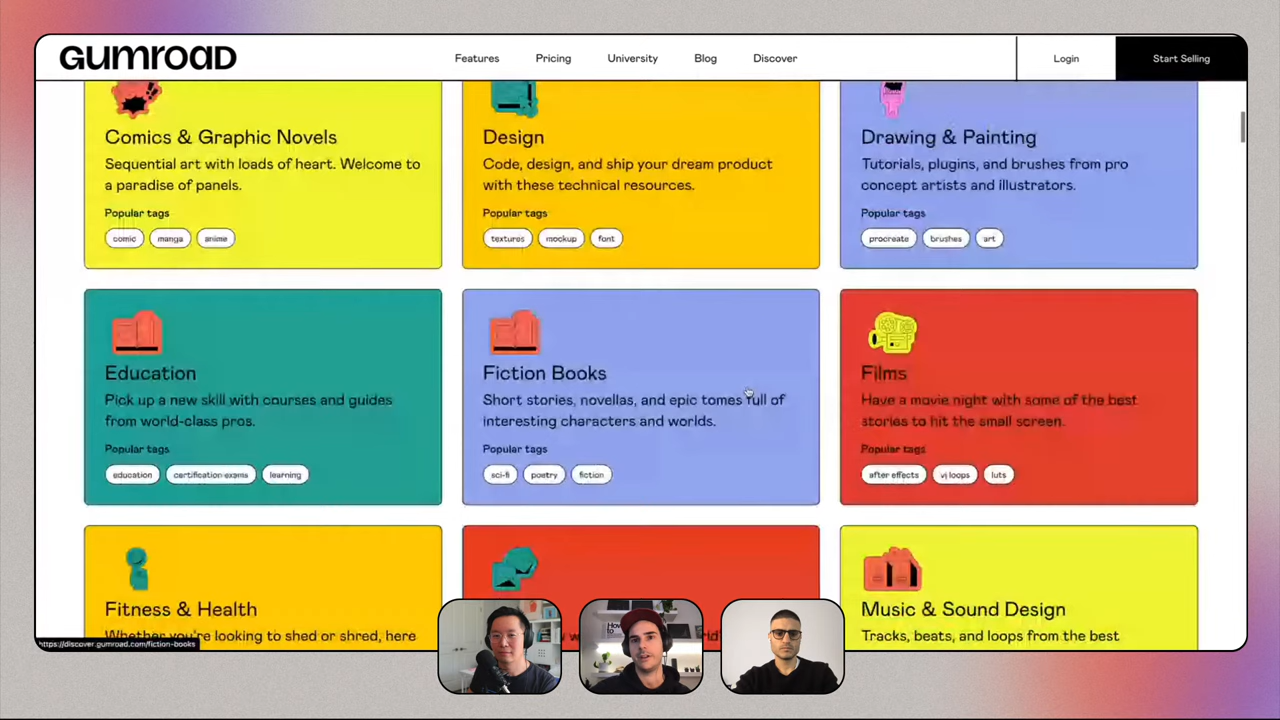 GUMROAD
Features
Pricing
University
Blog
Discover
Login
Start Selling
Comics & Graphic Novels
Sequential art with loads of heart. Welcome to
a paradise of panels.
Popular tags
comic
manga
anime
Design
Code, design, and ship your dream product
with these technical resources.
Popular tags
textures
mockup
font
Drawing & Painting
Tutorials, plugins, and brushes from pro
concept artists and illustrators.
Popular tags
procreate
brushes
art
Education
Pick up a new skill with courses and guides
from world-class pros.
Popular tags
education
certification exams
learning
Fiction Books
Short stories, novellas, and epic tomes full of
interesting characters and worlds.
Popular tags
sci-fi
poetry
fiction
Films
Have a movie night with some of the best
stories to hit the small screen.
Popular tags
after effects
vj loops
luts
Fitness & Health
Whether you're looking to shed or shred, here
Music & Sound Design
Tracks, beats, and loops from the best
https://discover.gumroad.com/fiction-books
How to